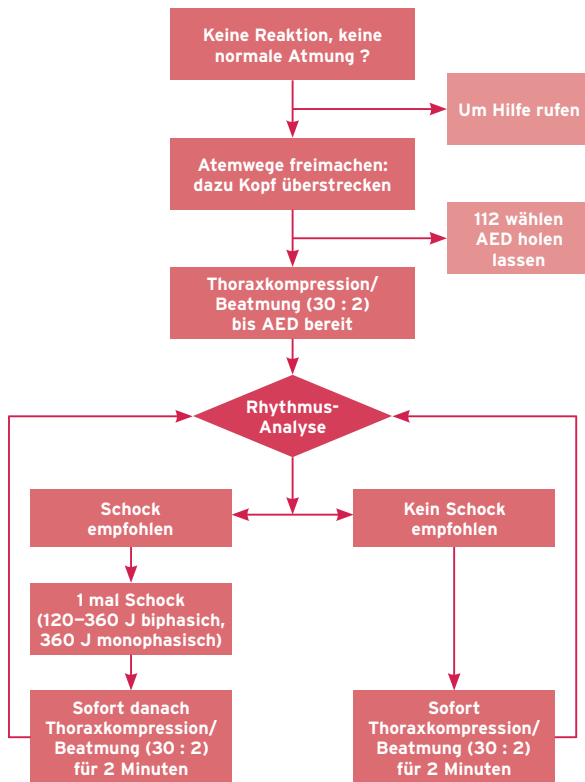 Keine Reaktion, keine
normale Atmung ?
Um Hilfe rufen
Atemwege freimachen:
dazu Kopf überstrecken
112 wählen
AED holen
lassen
Thoraxkompression/
Beatmung (30 : 2)
bis AED bereit
Rhythmus-
Analyse
Schock
empfohlen
Kein Schock
empfohlen
1 mal Schock
(120–360 J biphasich,
360 J monophasisch)
Sofort danach
Thoraxkompression/
Beatmung (30 : 2)
für 2 Minuten
Sofort
Thoraxkompression/
Beatmung (30 : 2)
für 2 Minuten